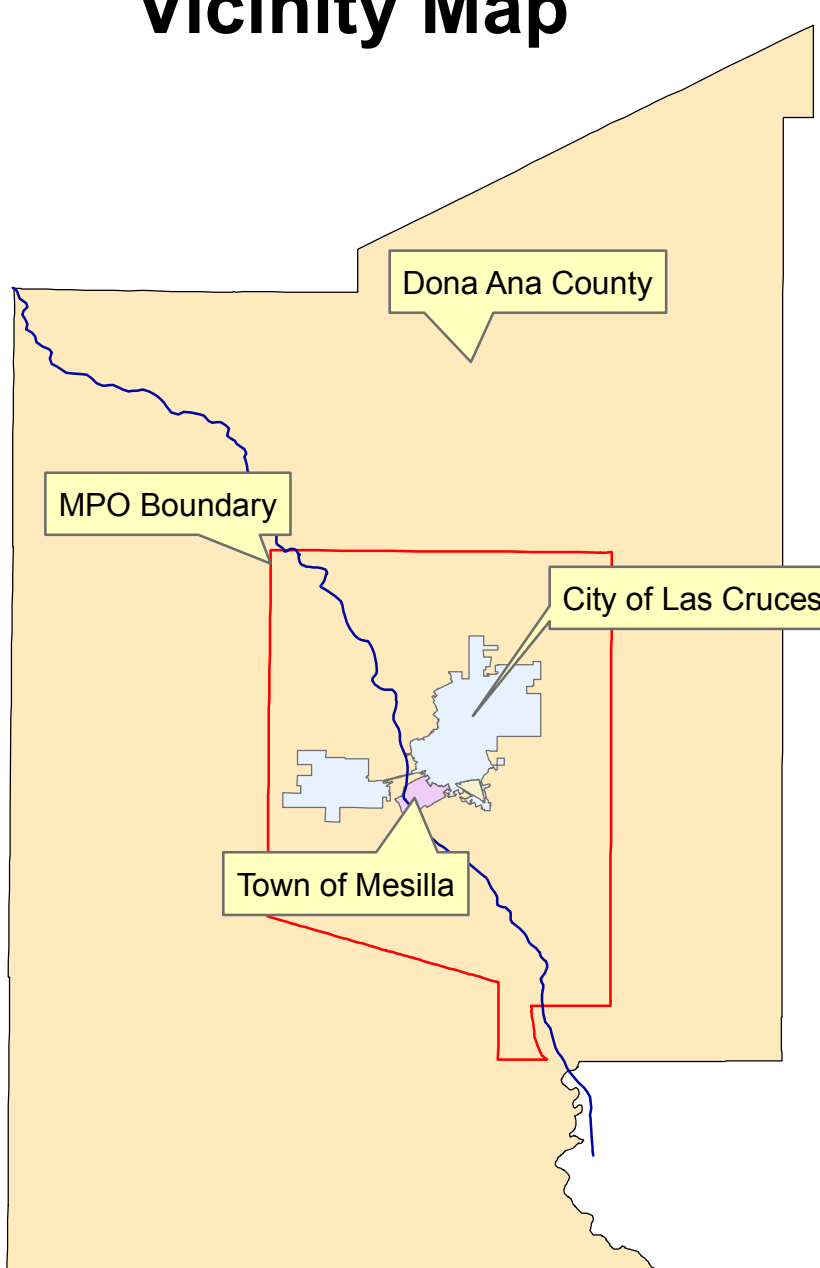 Vicinity Map
Dona Ana County
MPO Boundary
City of Las Cruces
Town of Mesilla